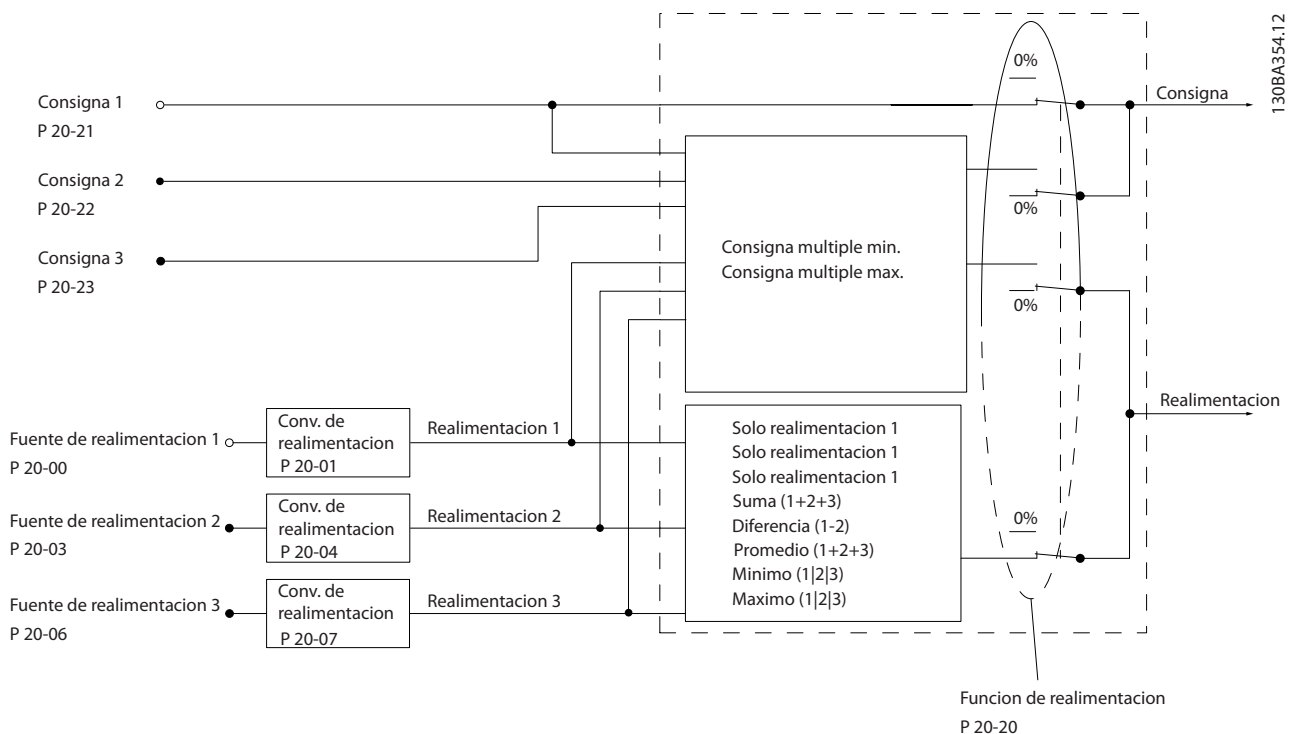 130BA354.12
0%
Consigna 1
P 20-21
Consigna
Consigna 2
P 20-22
0%
Consigna 3
P 20-23
Consigna multiple min.
Consigna multiple max.
0%
Fuente de realimentacion 1
P 20-00
Conv. de
realimentacion
P 20-01
Realimentacion 1
Fuente de realimentacion 2
P 20-03
Conv. de
realimentacion
P 20-04
Realimentacion 2
Fuente de realimentacion 3
P 20-06
Conv. de
realimentacion
P 20-07
Realimentacion 3
Solo realimentacion 1
Solo realimentacion 1
Solo realimentacion 1
Suma (1+2+3)
Diferencia (1-2)
Promedio (1+2+3)
Minimo (1|2|3)
Maximo (1|2|3)
0%
Realimentacion
Funcion de realimentacion
P 20-20